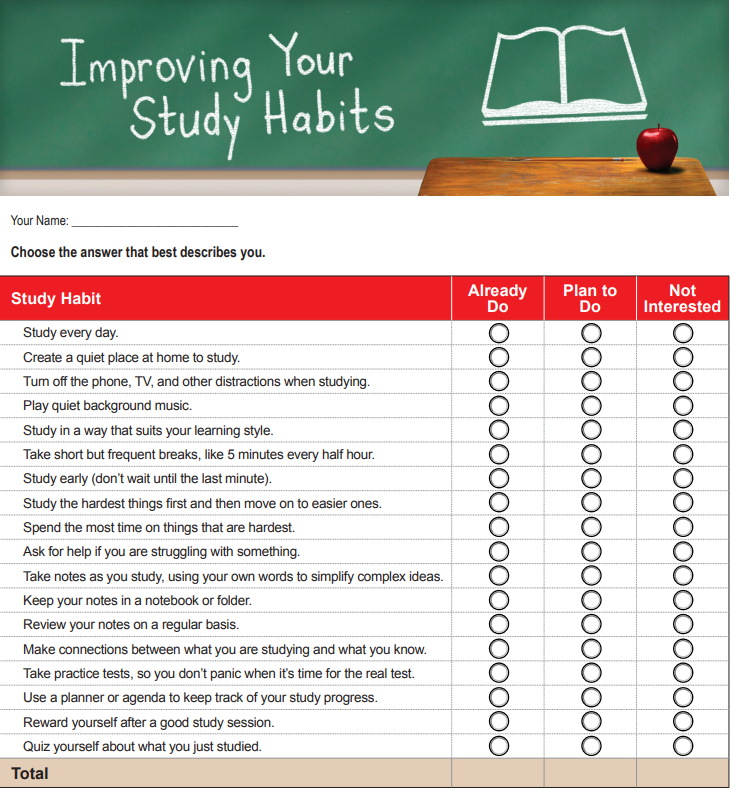 Improving Your
Study Habits
Your Name: ________________________
Choose the answer that best describes you.
Study Habit Already Do Plan to Do Not Interested
Study every day.
Create a quiet place at home to study.
Turn off the phone, TV, and other distractions when studying.
Play quiet background music.
Study in a way that suits your learning style.
Take short but frequent breaks, like 5 minutes every half hour.
Study early (don’t wait until the last minute).
Study the hardest things first and then move on to easier ones.
Spend the most time on things that are hardest.
Ask for help if you are struggling with something.
Take notes as you study, using your own words to simplify complex ideas.
Keep your notes in a notebook or folder.
Review your notes on a regular basis.
Make connections between what you are studying and what you know.
Take practice tests, so you don’t panic when it’s time for the real test.
Use a planner or agenda to keep track of your study progress.
Reward yourself after a good study session.
Quiz yourself about what you just studied.
Total